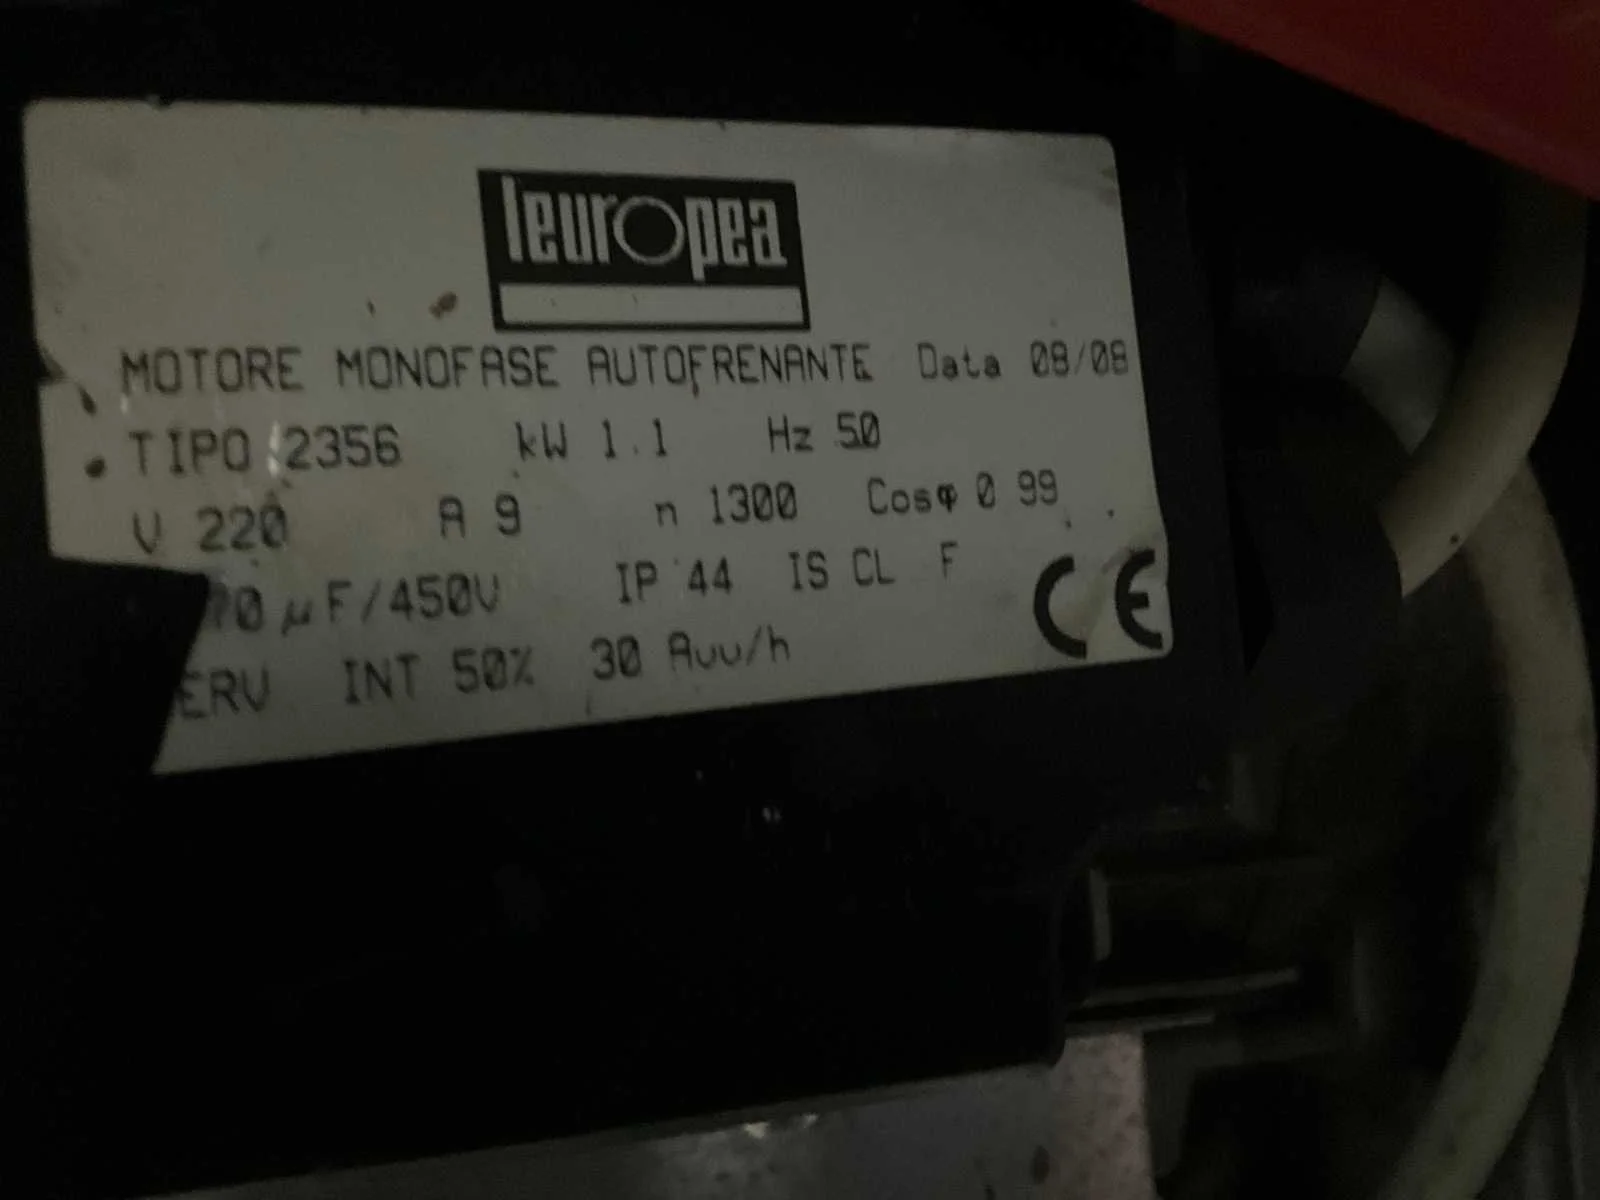 leuropea
MOTORE MONOFASE AUTOFRENANTE Data 08/08
TIPO 2356 kW 1.1 Hz 50
V 220 A 9 n 1300 Cosφ 0 99
µF/450V IP 44 IS CL F
INT 50% 30 Avv/h
CE